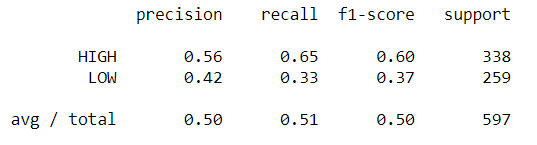 precision recall f1-score support
HIGH 0.56 0.65 0.60 338
LOW 0.42 0.33 0.37 259
avg / total 0.50 0.51 0.50 597